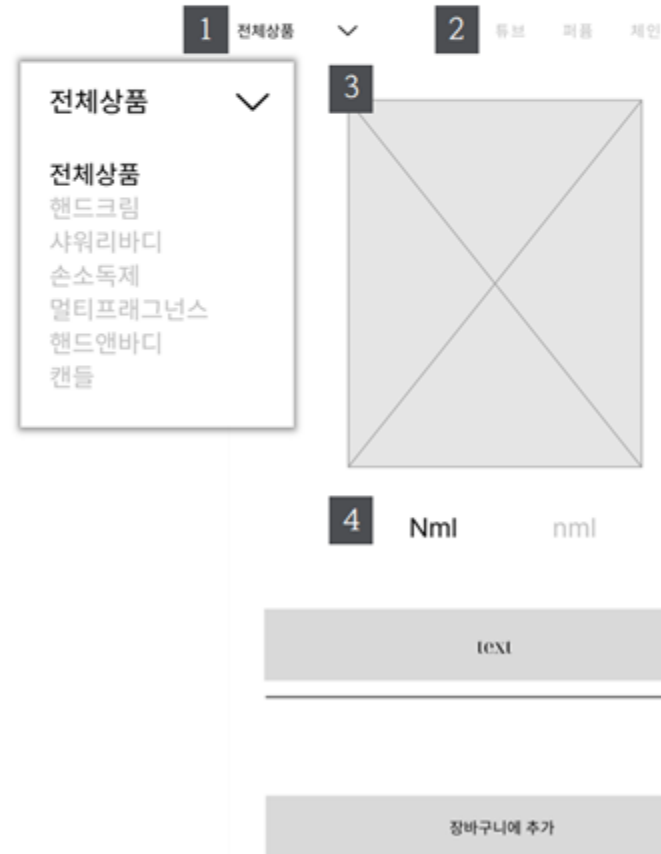 1 전체상품 2 튜브 퍼퓸 체인
전체상품
전체상품
핸드크림
샤워리바디
손소독제
멀티프래그넌스
핸드앤바디
캔들
3
4 Nml nml
text
장바구니에 추가